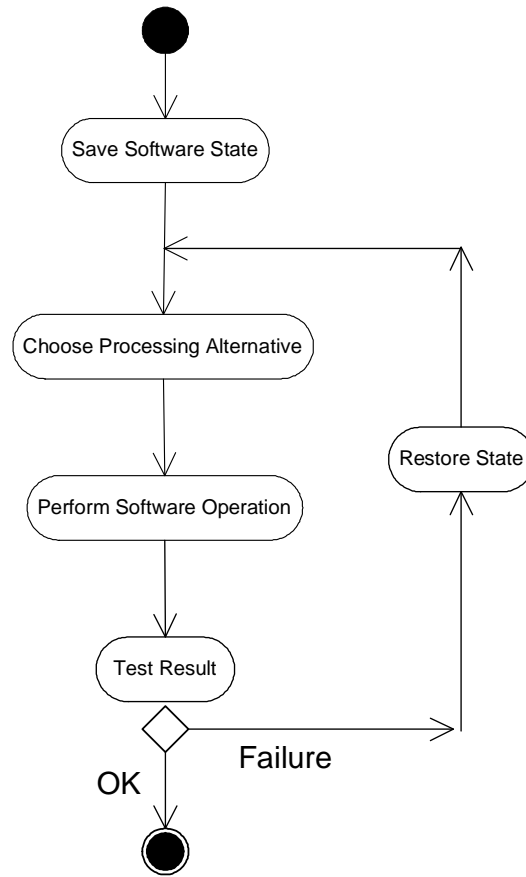 Save Software State
Choose Processing Alternative
Restore State
Perform Software Operation
Test Result
Failure
OK